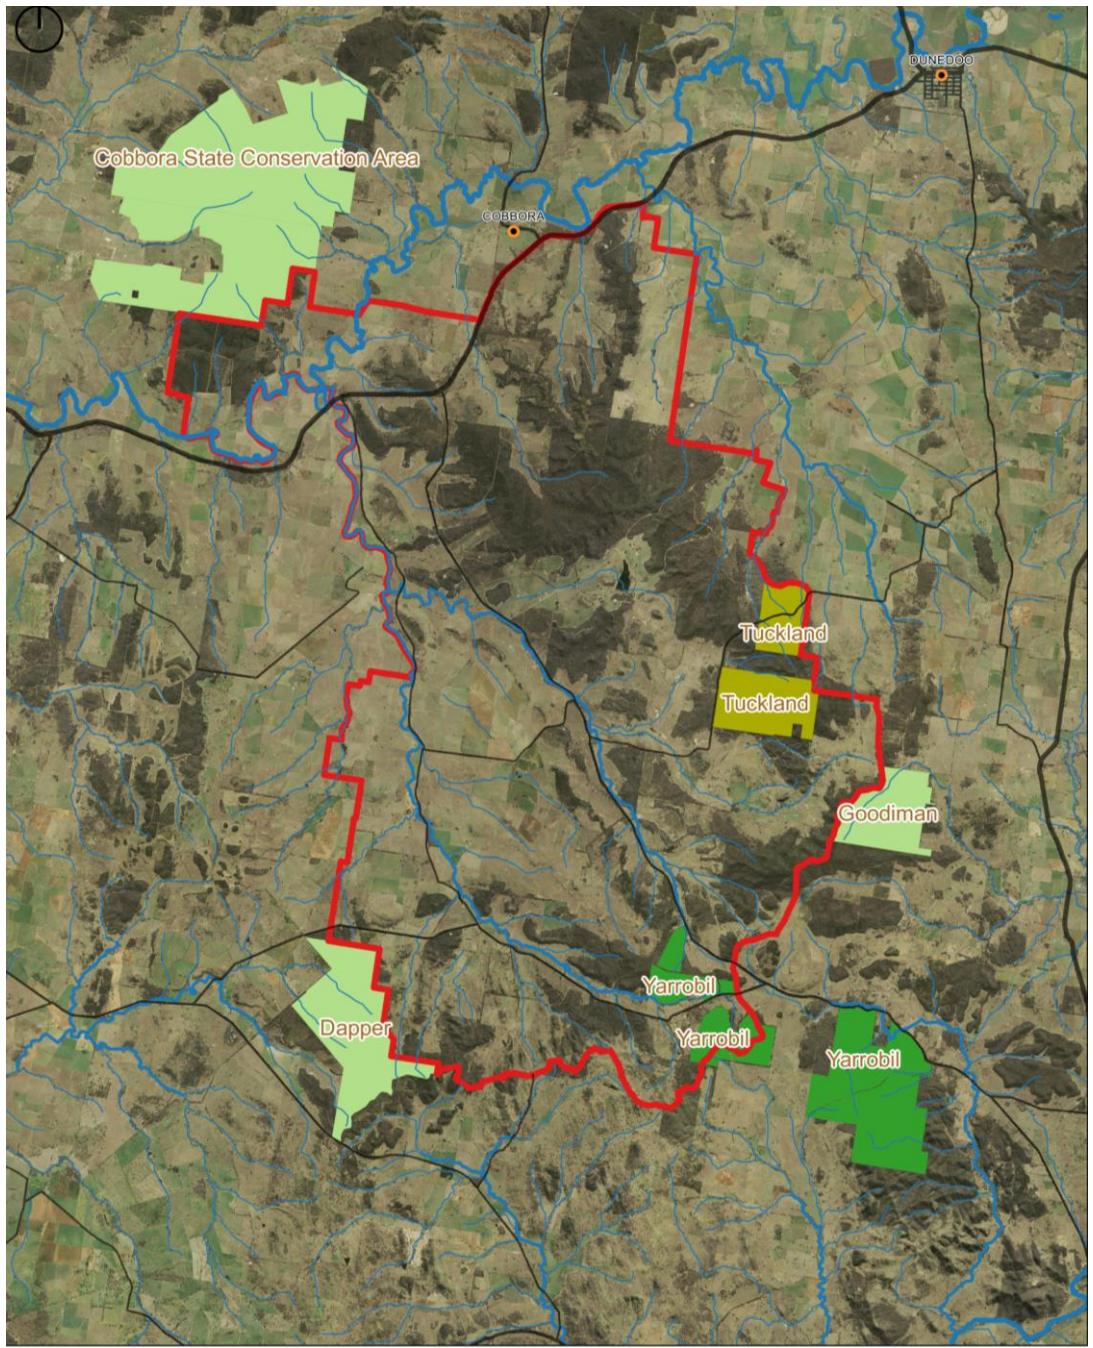 DUNEDOO
Cobbora State Conservation Area
COBBORA
Tuckland
Tuckland
Goodiman
Yarrobil
Dapper
Yarrobil
Yarrobil